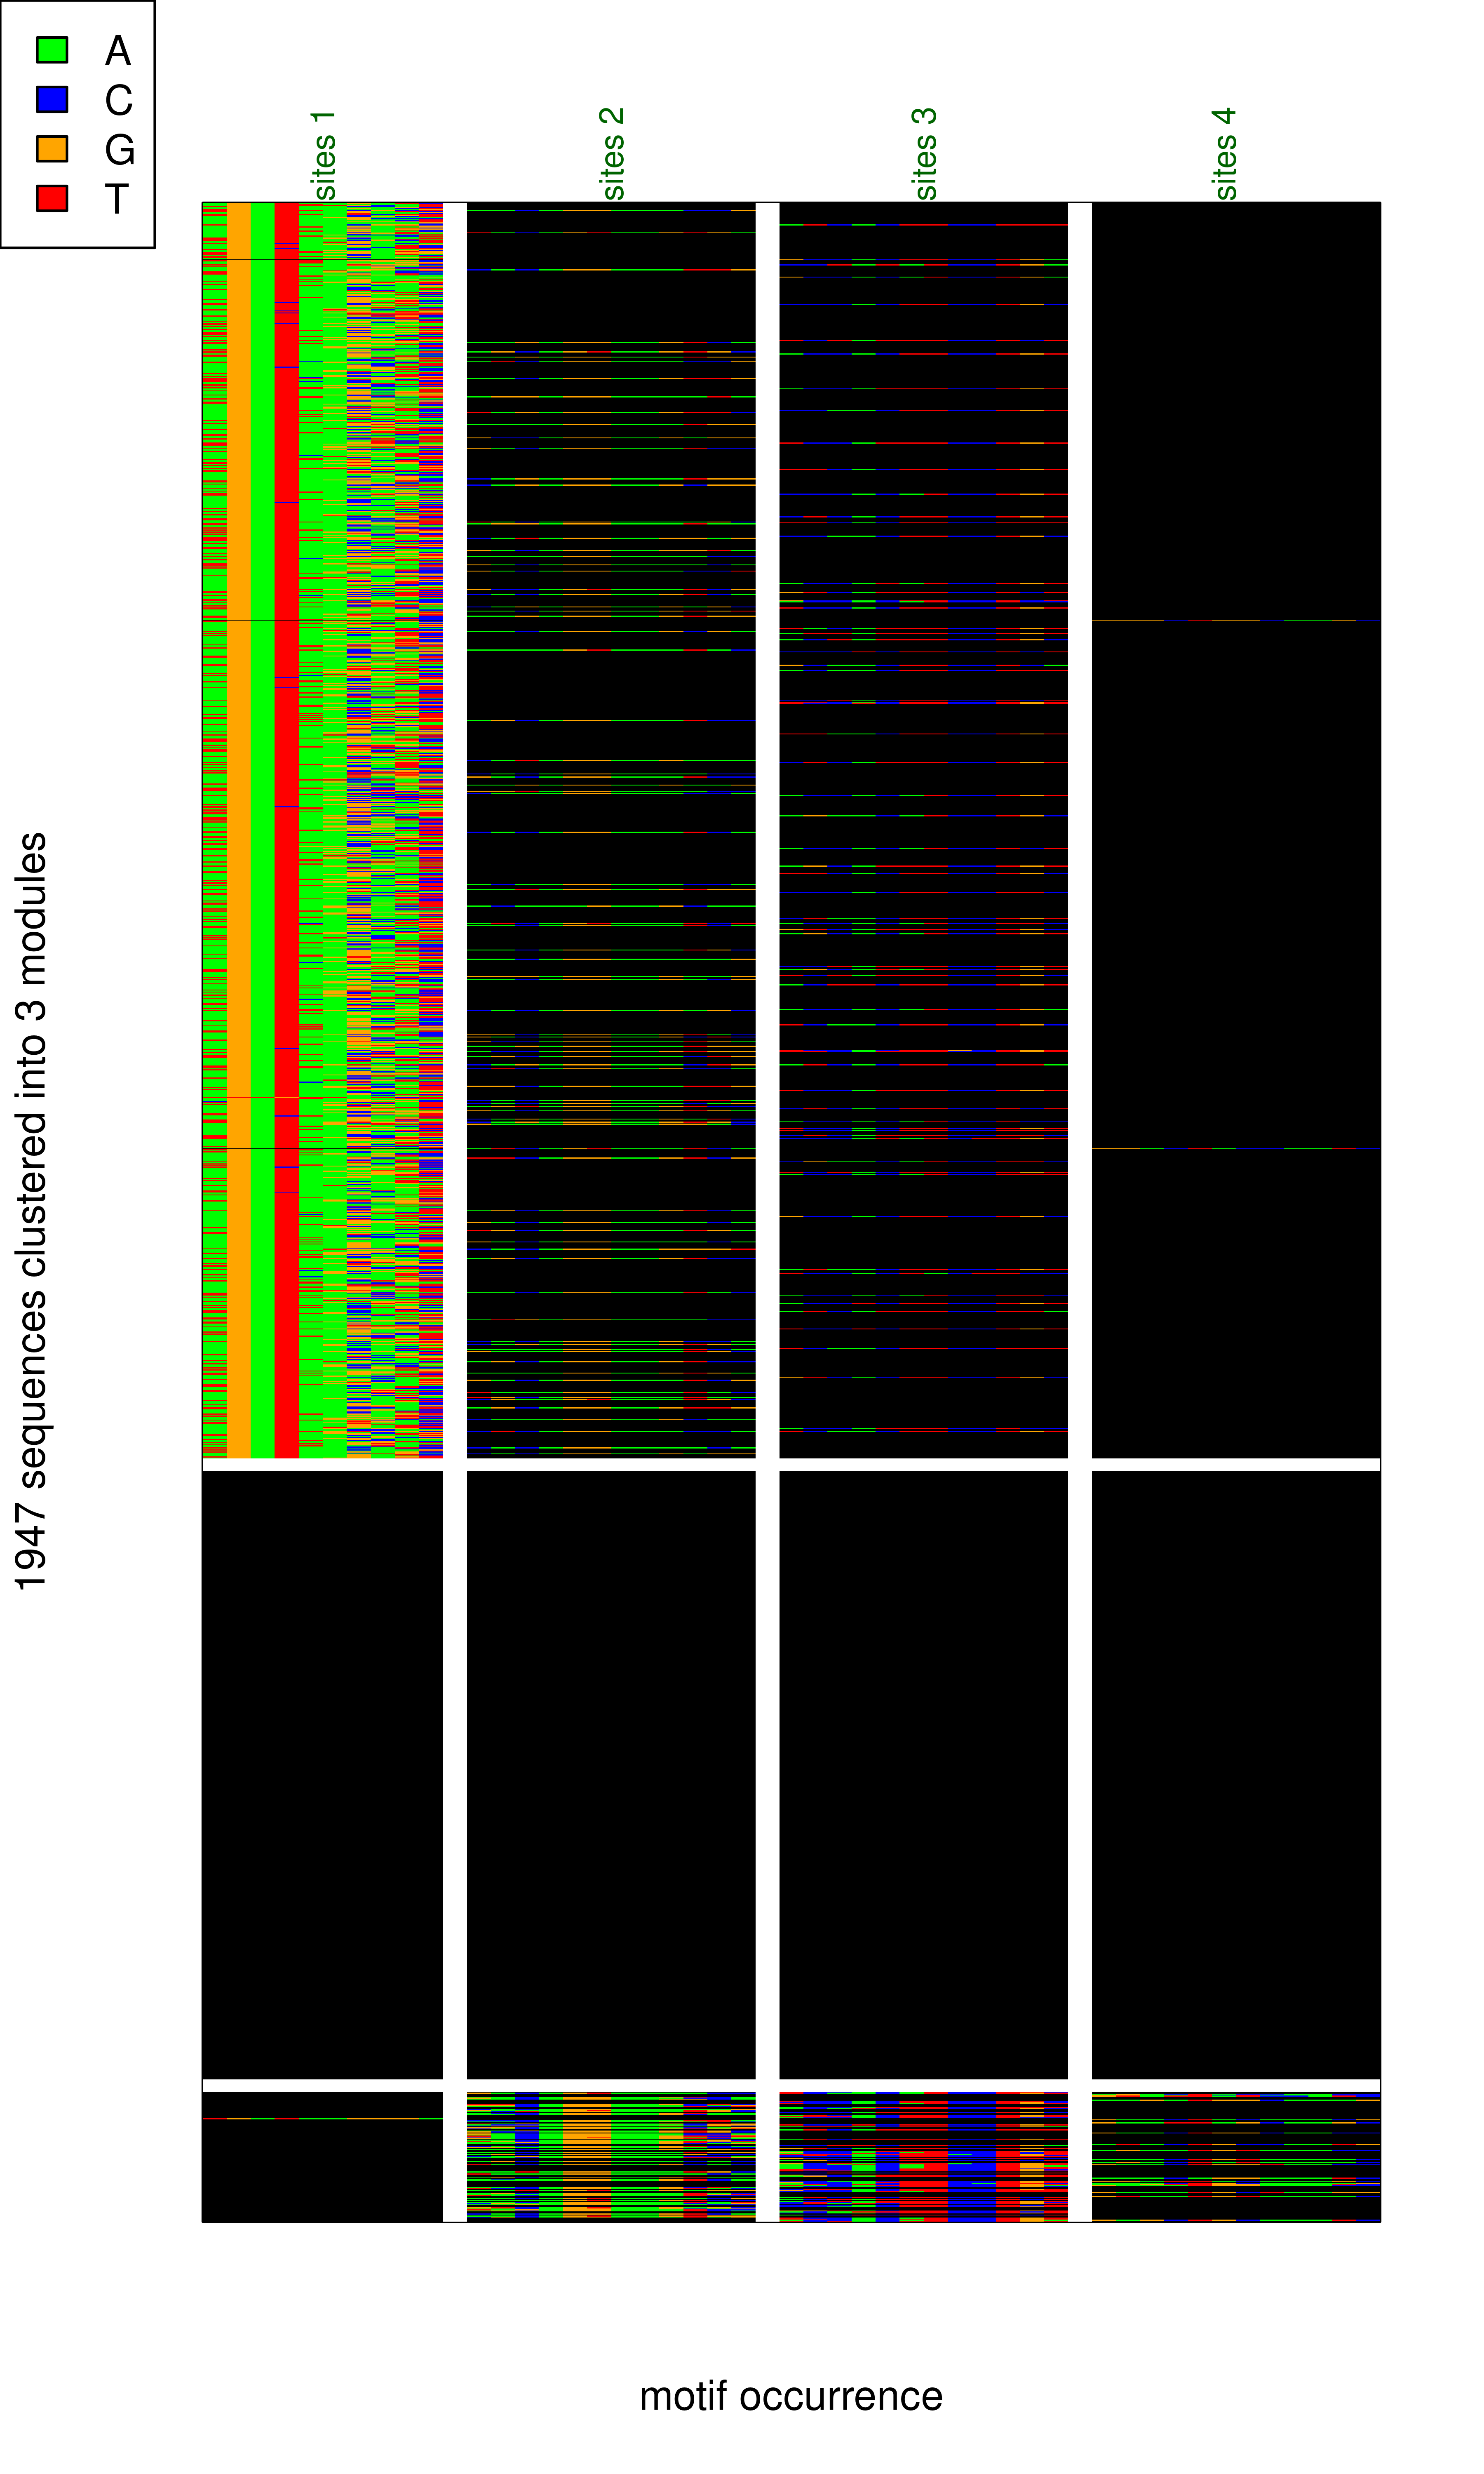 A
C
G
T
sites 1
sites 2
sites 3
sites 4
1947 sequences clustered into 3 modules
motif occurrence